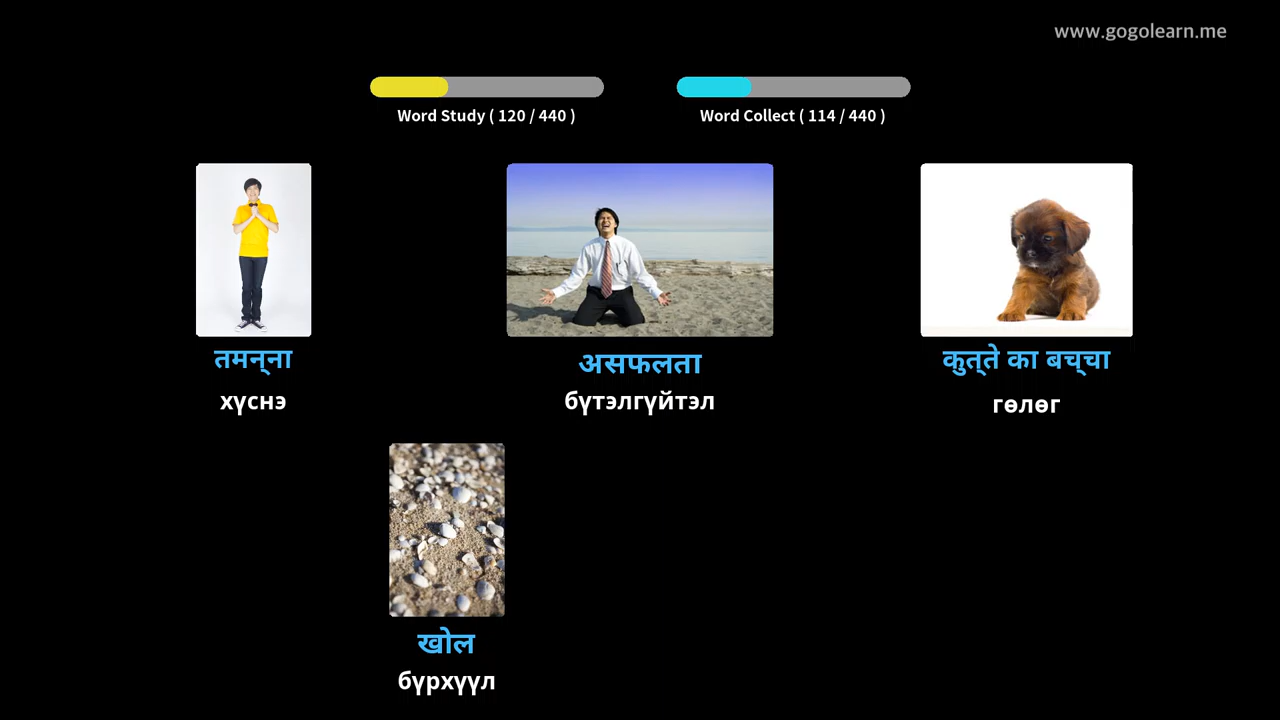 www.gogolearn.me
Word Study ( 120 / 440 )
Word Collect ( 114 / 440 )
तमन्‌ना
хүснэ
असफलता
бүтэлгүйтэл
कुत्‌ते का बच्‌चा
гөлөг
खोल
бүрхүүл